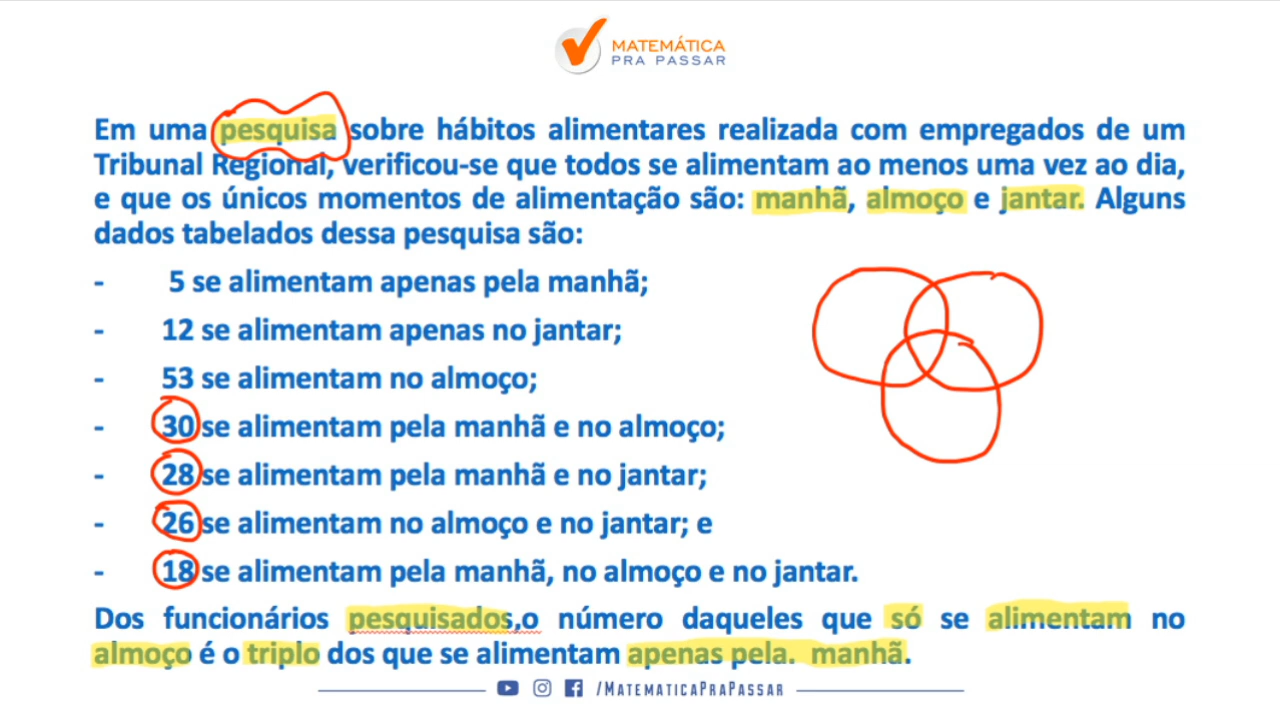 MATEMÁTICA
PRA PASSAR
Em uma pesquisa sobre hábitos alimentares realizada com empregados de um
Tribunal Regional, verificou-se que todos se alimentam ao menos uma vez ao dia,
e que os únicos momentos de alimentação são: manhã, almoço e jantar. Alguns
dados tabelados dessa pesquisa são:
- 5 se alimentam apenas pela manhã;
- 12 se alimentam apenas no jantar;
- 53 se alimentam no almoço;
- 30 se alimentam pela manhã e no almoço;
- 28 se alimentam pela manhã e no jantar;
- 26 se alimentam no almoço e no jantar; e
- 18 se alimentam pela manhã, no almoço e no jantar.
Dos funcionários pesquisados,o número daqueles que só se alimentam no
almoço é o triplo dos que se alimentam apenas pela. manhã.
/MATEMATICAPRAPASSAR